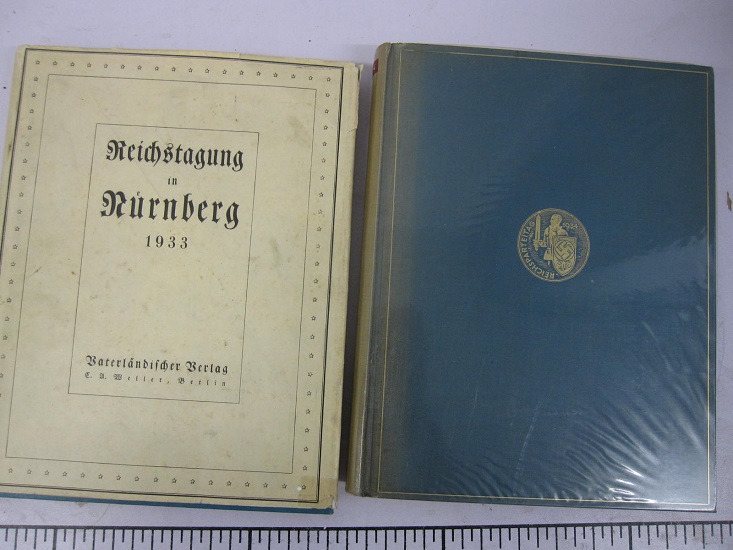 Reichstagung
in
Nürnberg
1933
Vaterländischer Verlag
C. A. Weller, Berlin
REICHSPARTEITAG